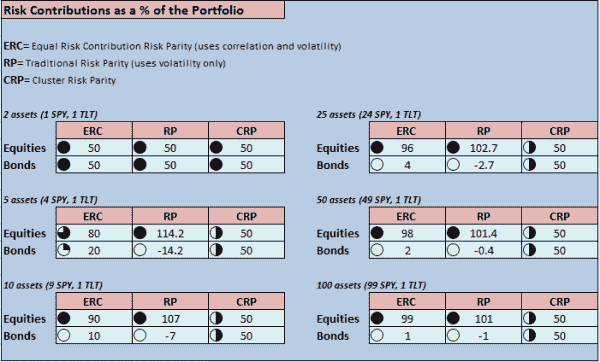 Risk Contributions as a % of the Portfolio
ERC= Equal Risk Contribution Risk Parity (uses correlation and volatility)
RP= Traditional Risk Parity (uses volatility only)
CRP= Cluster Risk Parity
2 assets (1 SPY, 1 TLT)
ERC RP CRP
Equities 50 50 50
Bonds 50 50 50
5 assets (4 SPY, 1 TLT)
ERC RP CRP
Equities 80 114.2 50
Bonds 20 -14.2 50
10 assets (9 SPY, 1 TLT)
ERC RP CRP
Equities 90 107 50
Bonds 10 -7 50
25 assets (24 SPY, 1 TLT)
ERC RP CRP
Equities 96 102.7 50
Bonds 4 -2.7 50
50 assets (49 SPY, 1 TLT)
ERC RP CRP
Equities 98 101.4 50
Bonds 2 -0.4 50
100 assets (99 SPY, 1 TLT)
ERC RP CRP
Equities 99 101 50
Bonds 1 -1 50